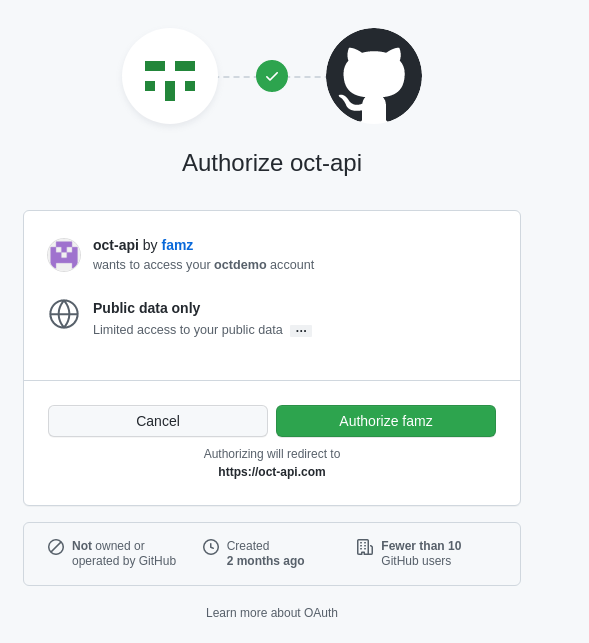 Authorize oct-api
oct-api by famz
wants to access your octdemo account
Public data only
Limited access to your public data ...
Cancel
Authorize famz
Authorizing will redirect to
https://oct-api.com
Not owned or
operated by GitHub
Created
2 months ago
Fewer than 10
GitHub users
Learn more about OAuth